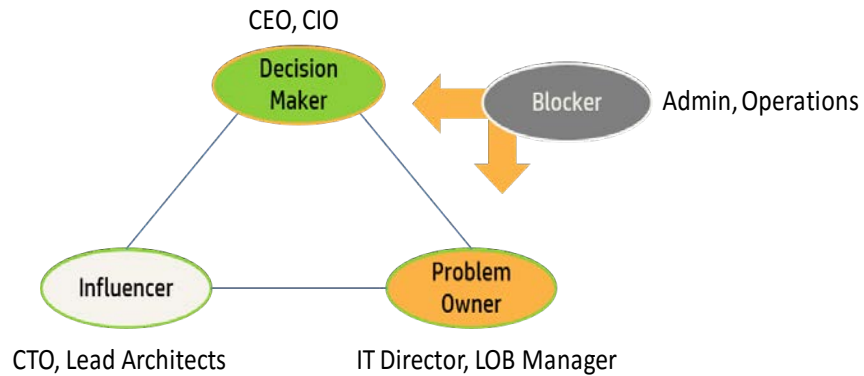 CEO, CIO
Decision
Maker
Blocker
Admin, Operations
Influencer
Problem
Owner
CTO, Lead Architects
IT Director, LOB Manager